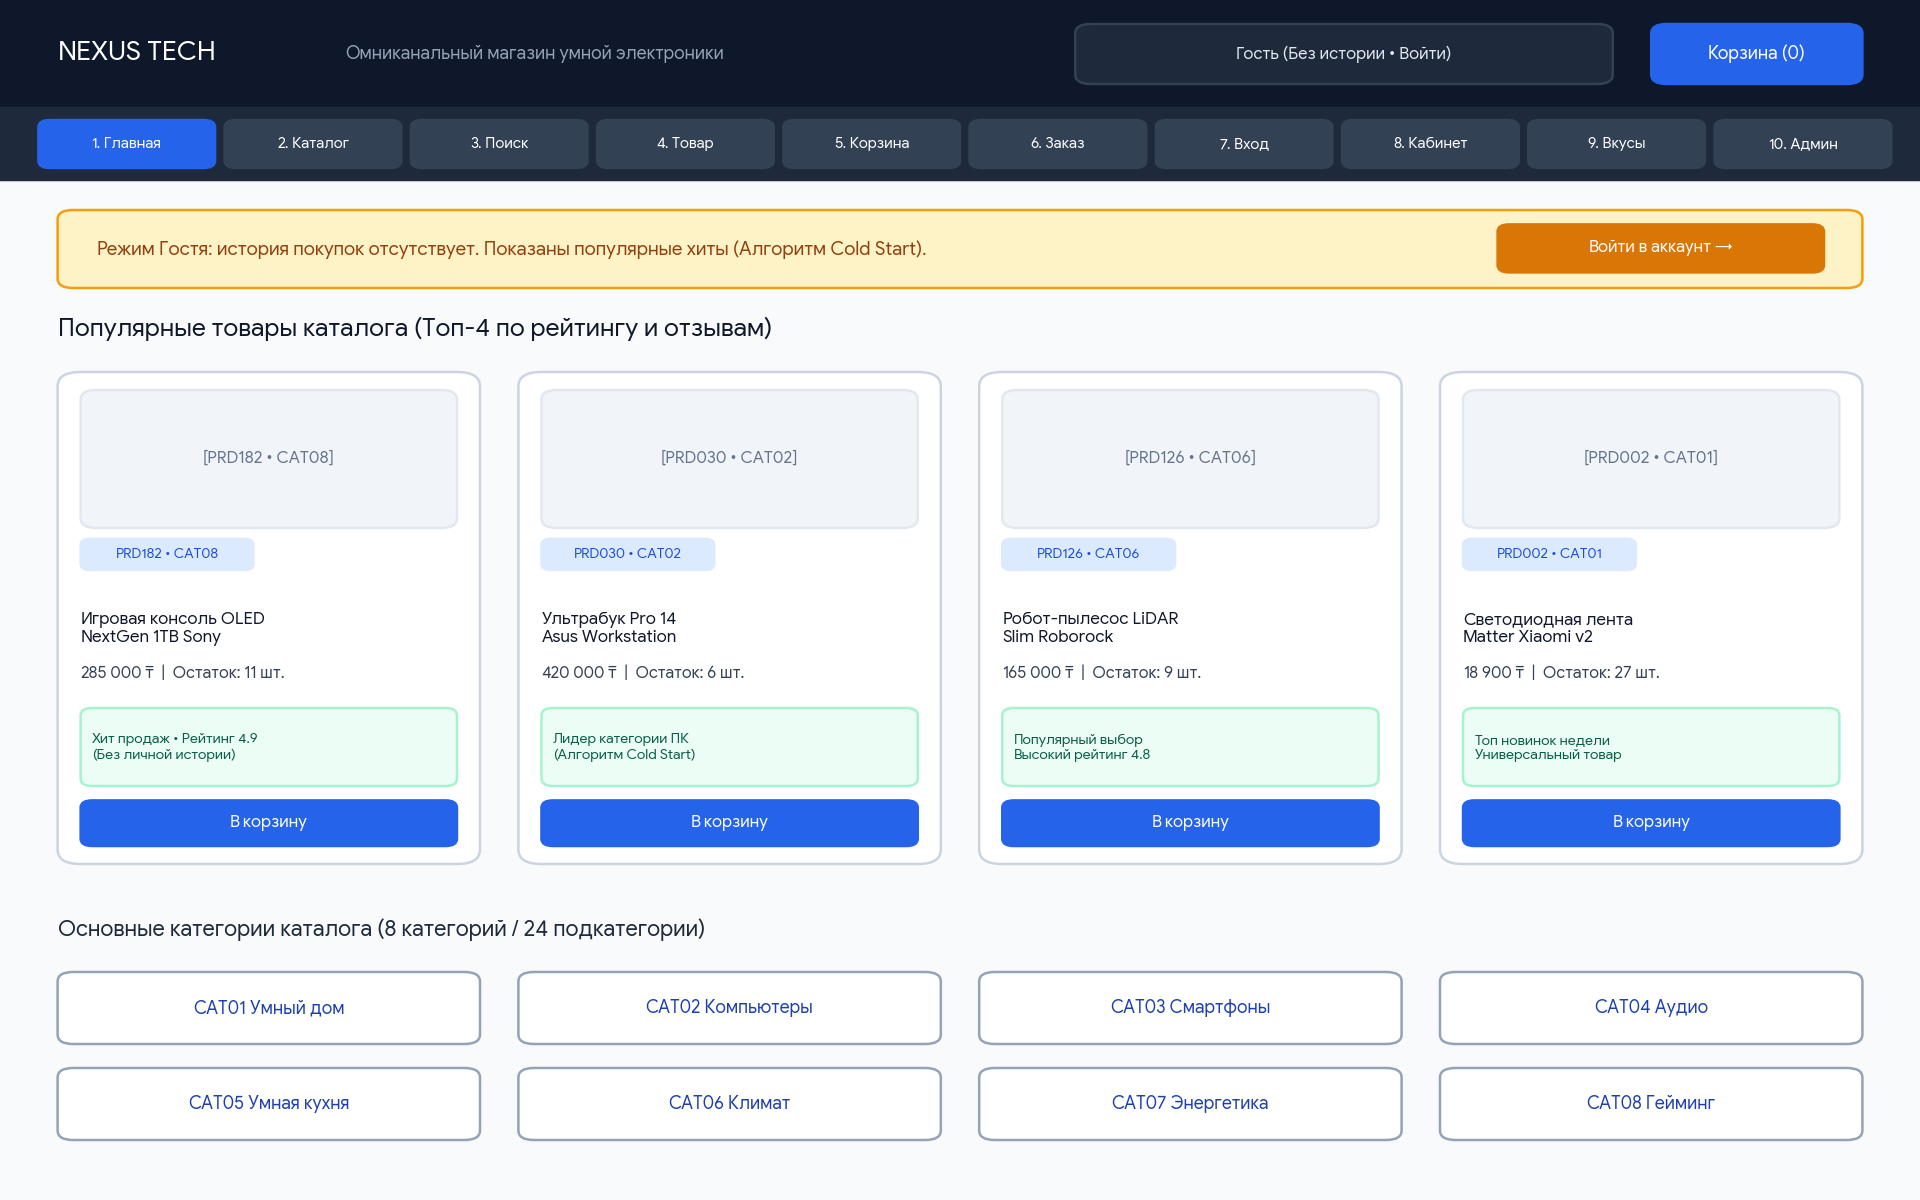 NEXUS TECH
Омниканальный магазин умной электроники
Гость (Без истории • Войти)
Корзина (0)
1. Главная
2. Каталог
3. Поиск
4. Товар
5. Корзина
6. Заказ
7. Вход
8. Кабинет
9. Вкусы
10. Админ
Режим Гостя: история покупок отсутствует. Показаны популярные хиты (Алгоритм Cold Start).
Войти в аккаунт →
Популярные товары каталога (Топ-4 по рейтингу и отзывам)
[PRD182 • CAT08]
PRD182 • CAT08
Игровая консоль OLED
NextGen 1TB Sony
285 000 ₸ | Остаток: 11 шт.
Хит продаж • Рейтинг 4.9
(Без личной истории)
В корзину
[PRD030 • CAT02]
PRD030 • CAT02
Ультрабук Pro 14
Asus Workstation
420 000 ₸ | Остаток: 6 шт.
Лидер категории ПК
(Алгоритм Cold Start)
В корзину
[PRD126 • CAT06]
PRD126 • CAT06
Робот-пылесос LiDAR
Slim Roborock
165 000 ₸ | Остаток: 9 шт.
Популярный выбор
Высокий рейтинг 4.8
В корзину
[PRD002 • CAT01]
PRD002 • CAT01
Светодиодная лента
Matter Xiaomi v2
18 900 ₸ | Остаток: 27 шт.
Топ новинок недели
Универсальный товар
В корзину
Основные категории каталога (8 категорий / 24 подкатегории)
CAT01 Умный дом
CAT02 Компьютеры
CAT03 Смартфоны
CAT04 Аудио
CAT05 Умная кухня
CAT06 Климат
CAT07 Энергетика
CAT08 Гейминг